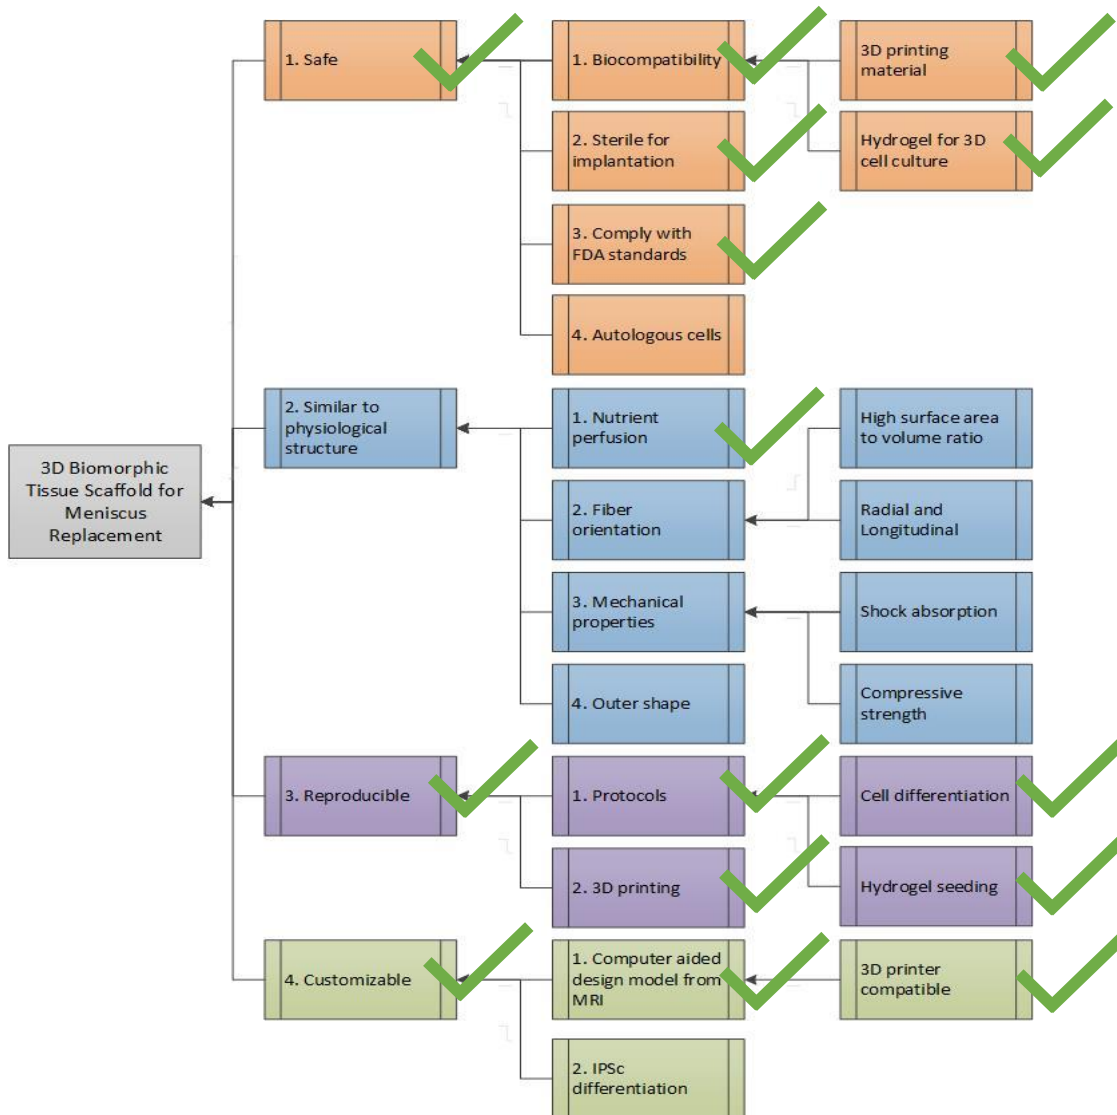 1. Safe
1. Biocompatibility
3D printing
material
2. Sterile for
implantation
Hydrogel for 3D
cell culture
3. Comply with
FDA standards
4. Autologous cells
2. Similar to
physiological
structure
1. Nutrient
perfusion
High surface area
to volume ratio
3D Biomorphic
Tissue Scaffold for
Meniscus
Replacement
2. Fiber
orientation
Radial and
Longitudinal
3. Mechanical
properties
Shock absorption
4. Outer shape
Compressive
strength
3. Reproducible
1. Protocols
Cell differentiation
2. 3D printing
Hydrogel seeding
4. Customizable
1. Computer aided
design model from
MRI
3D printer
compatible
2. IPSc
differentiation